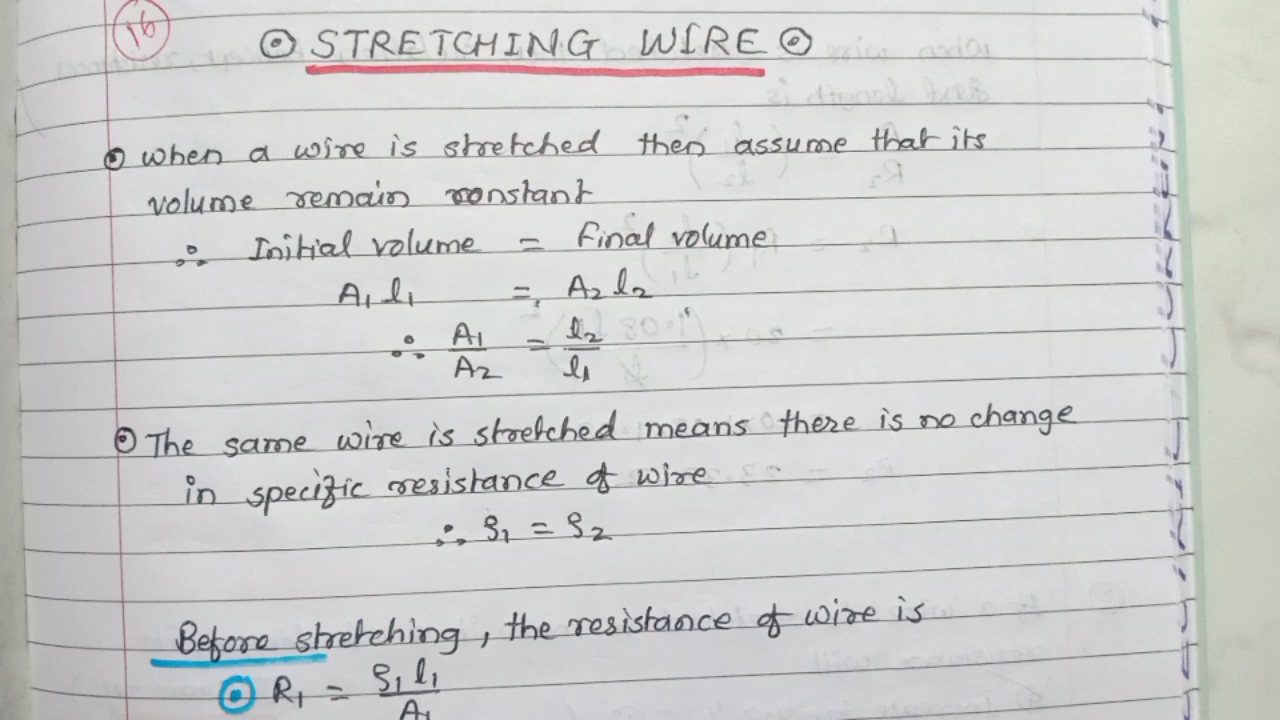 16
STRETCHING WIRE
When a wire is stretched then assume that its
volume remain constant
∴ Initial volume = Final volume
A₁ l₁ = A₂ l₂
∴ A₁/A₂ = l₂/l₁
The same wire is stretched means there is no change
in specific resistance of wire
∴ ρ₁ = ρ₂
Before stretching, the resistance of wire is
R₁ = ρ₁ l₁/A₁